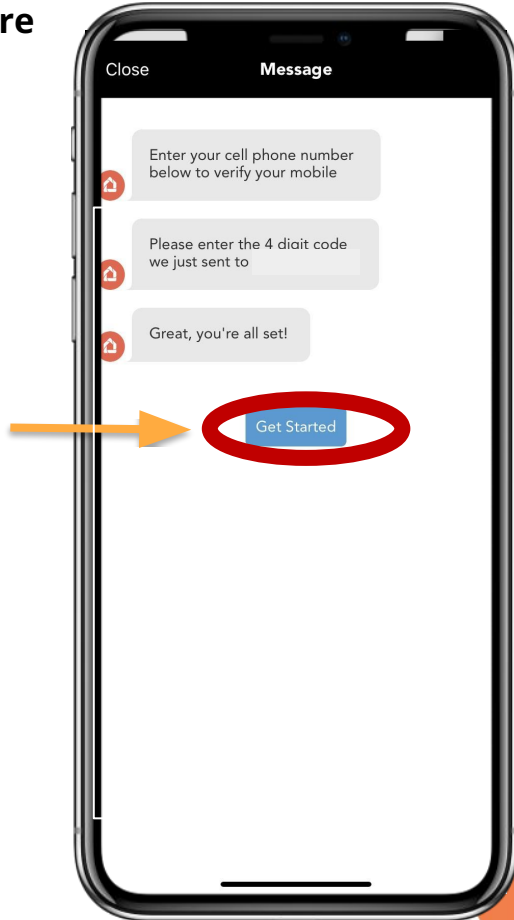 re
Close
Message
Enter your cell phone number
below to verify your mobile
Please enter the 4 digit code
we just sent to
Great, you're all set!
Get Started